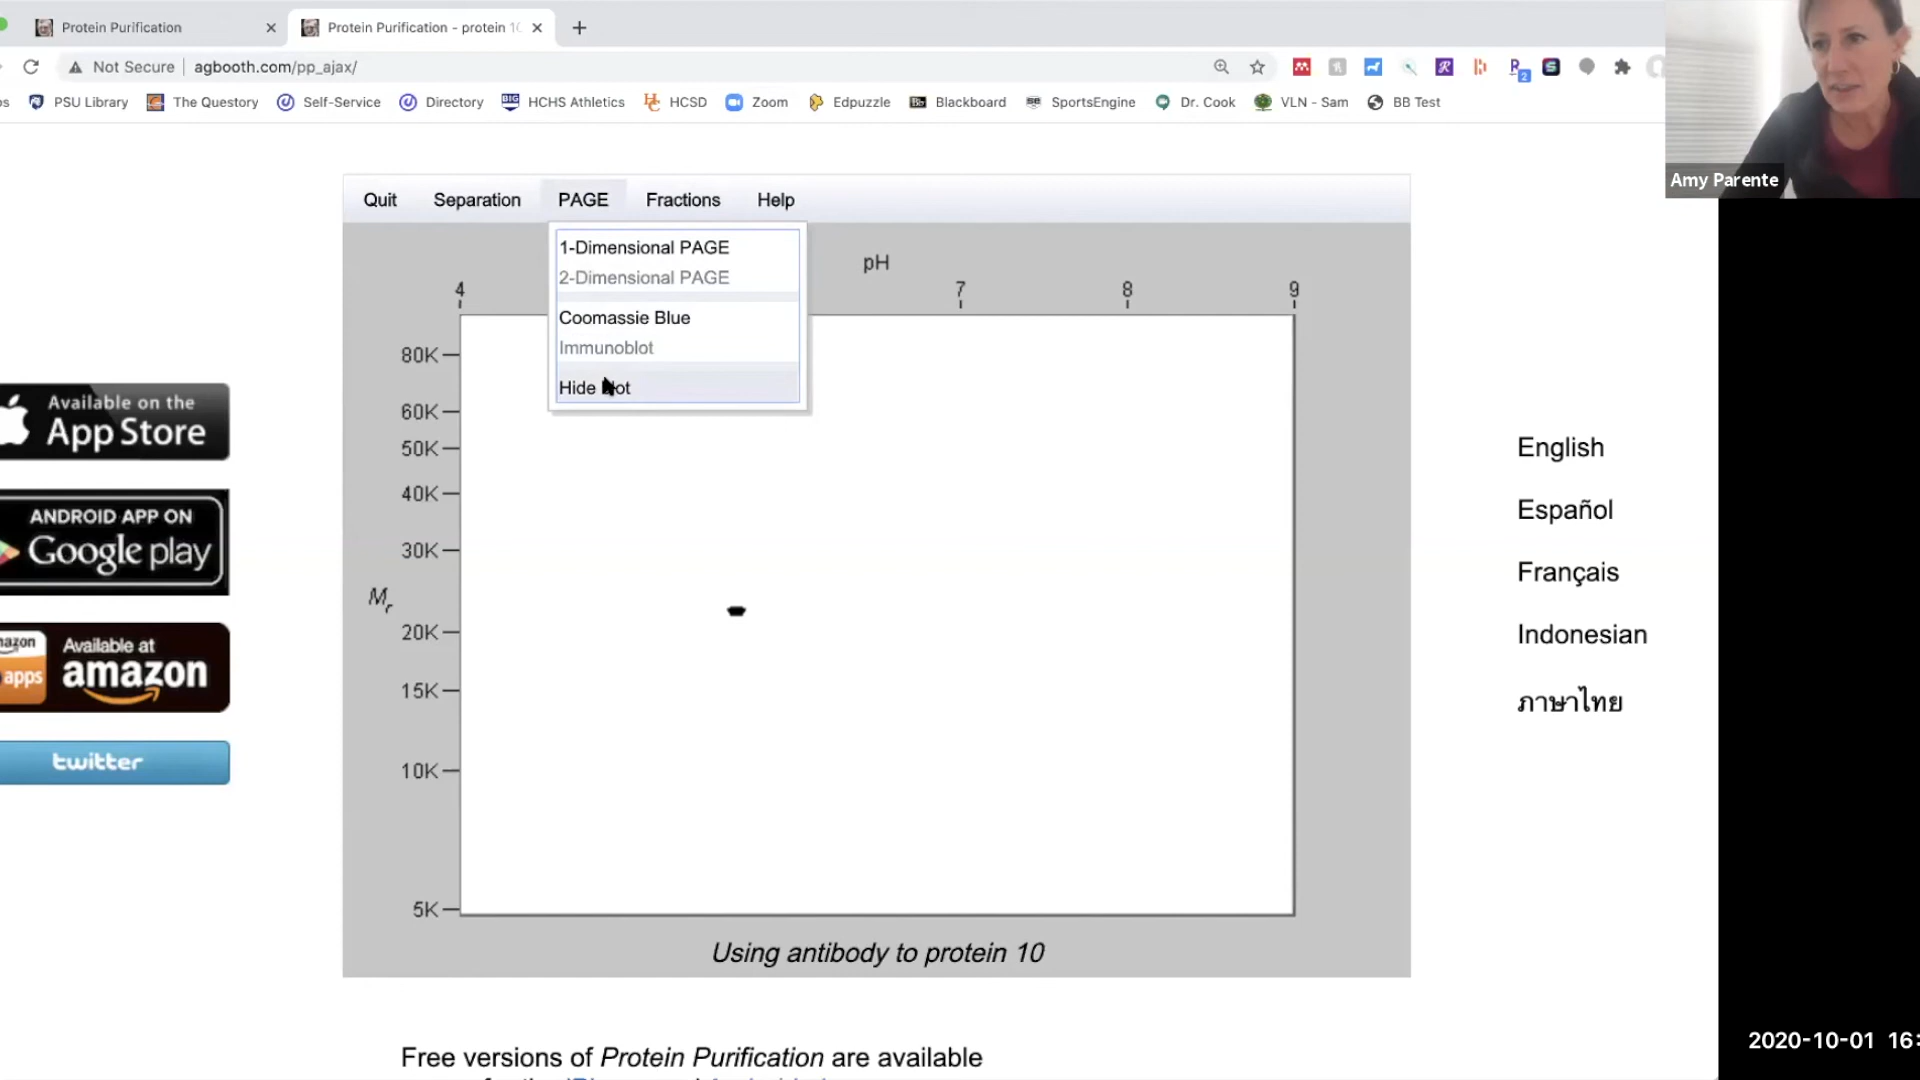 Protein Purification
Protein Purification - protein 10
Not Secure
agbooth.com/pp_ajax/
2
PSU Library
The Questory
Self-Service
Directory
BIG
HCHS Athletics
HCSD
Zoom
Edpuzzle
Bb
Blackboard
SportsEngine
Dr. Cook
VLN - Sam
BB Test
Amy Parente
Quit
Separation
PAGE
Fractions
Help
1-Dimensional PAGE
2-Dimensional PAGE
Coomassie Blue
Immunoblot
Hide
pH
4
7
8
9
80K
60K
50K
40K
30K
20K
15K
10K
5K
Mr
Using antibody to protein 10
Available on the
App Store
ANDROID APP ON
Google play
apps
Available at
amazon
twitter
English
Español
Français
Indonesian
ภาษาไทย
Free versions of Protein Purification are available
2020-10-01 16: